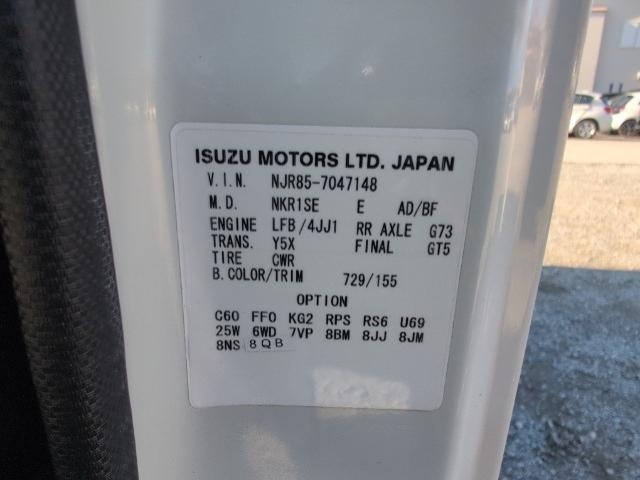 ISUZU MOTORS LTD. JAPAN
V.I.N. NJR85-7047148
M.D. NKR1SE E AD/BF
ENGINE LFB/4JJ1 RR AXLE G73
TRANS. Y5X FINAL GT5
TIRE CWR
B.COLOR/TRIM 729/155
OPTION
C60 FF0 KG2 RPS RS6 U69
25W 6WD 7VP 8BM 8JJ 8JM
8NS 8QB